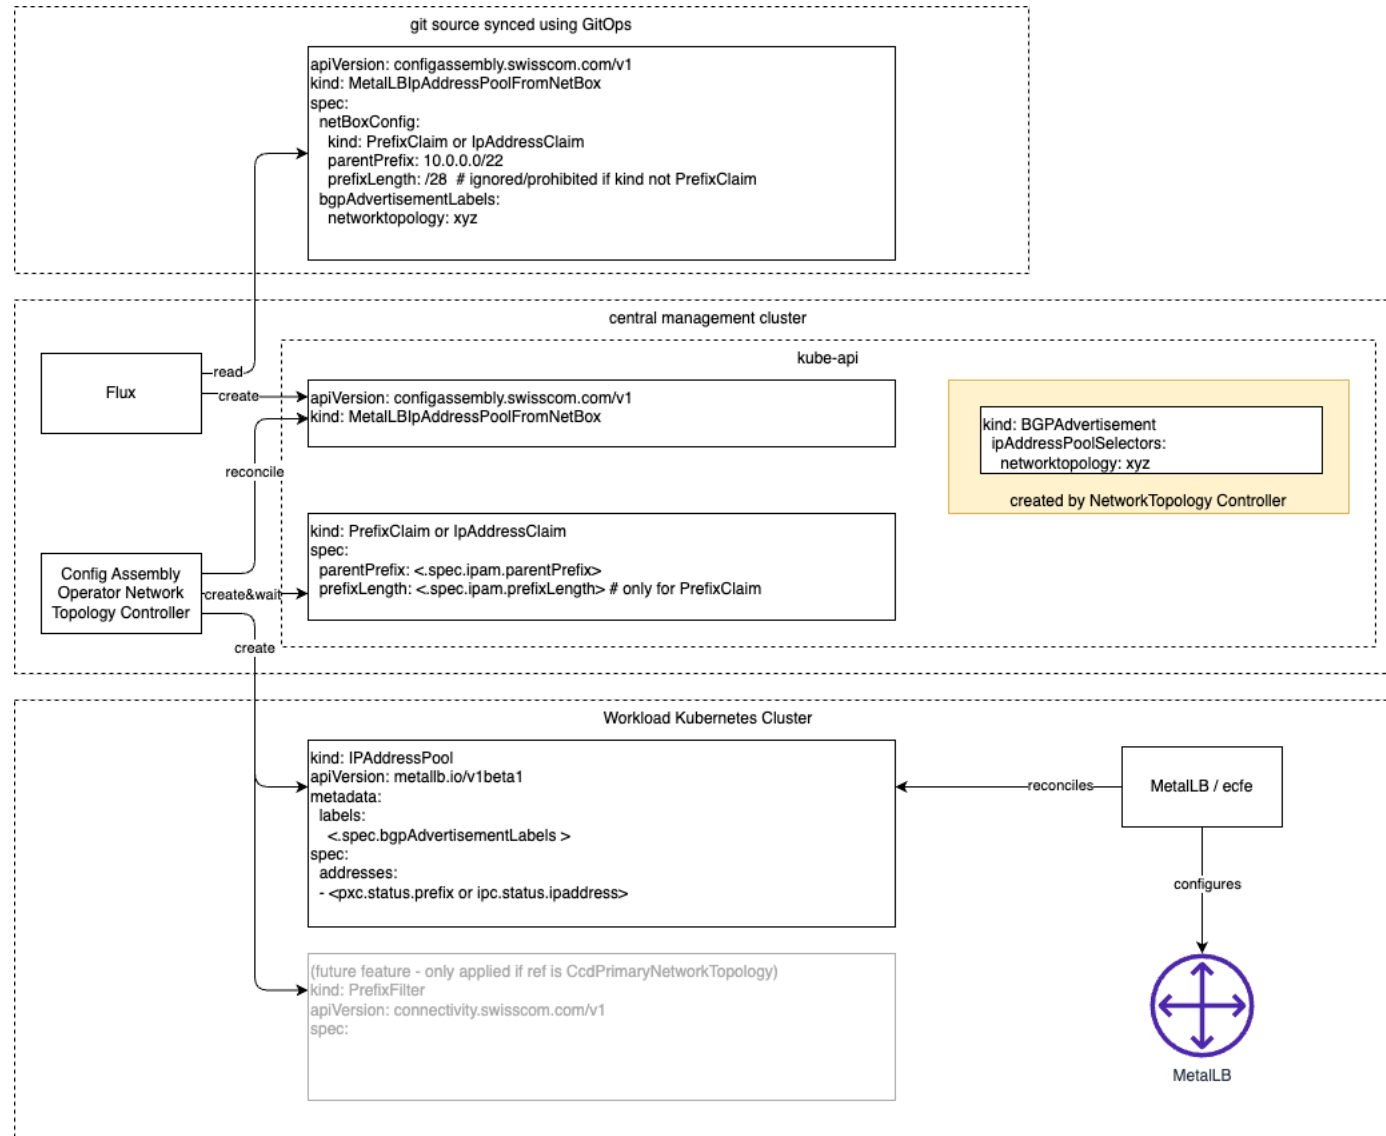 git source synced using GitOps
apiVersion: configassembly.swisscom.com/v1
kind: MetalLBIpAddressPoolFromNetBox
spec:
  netBoxConfig:
    kind: PrefixClaim or IpAddressClaim
    parentPrefix: 10.0.0.0/22
    prefixLength: /28  # ignored/prohibited if kind not PrefixClaim
  bgpAdvertisementLabels:
    networktopology: xyz
central management cluster
kube-api
Flux
read
create
apiVersion: configassembly.swisscom.com/v1
kind: MetalLBIpAddressPoolFromNetBox
kind: BGPAdvertisement
  ipAddressPoolSelectors:
    networktopology: xyz
created by NetworkTopology Controller
reconcile
kind: PrefixClaim or IpAddressClaim
spec:
  parentPrefix: <.spec.ipam.parentPrefix>
  prefixLength: <.spec.ipam.prefixLength> # only for PrefixClaim
Config Assembly
Operator Network
Topology Controller
create&wait
create
Workload Kubernetes Cluster
kind: IPAddressPool
apiVersion: metallb.io/v1beta1
metadata:
  labels:
    <.spec.bgpAdvertisementLabels >
spec:
  addresses:
  - <pxc.status.prefix or ipc.status.ipaddress>
reconciles
MetalLB / ecfe
configures
MetalLB
(future feature - only applied if ref is CcdPrimaryNetworkTopology)
kind: PrefixFilter
apiVersion: connectivity.swisscom.com/v1
spec: